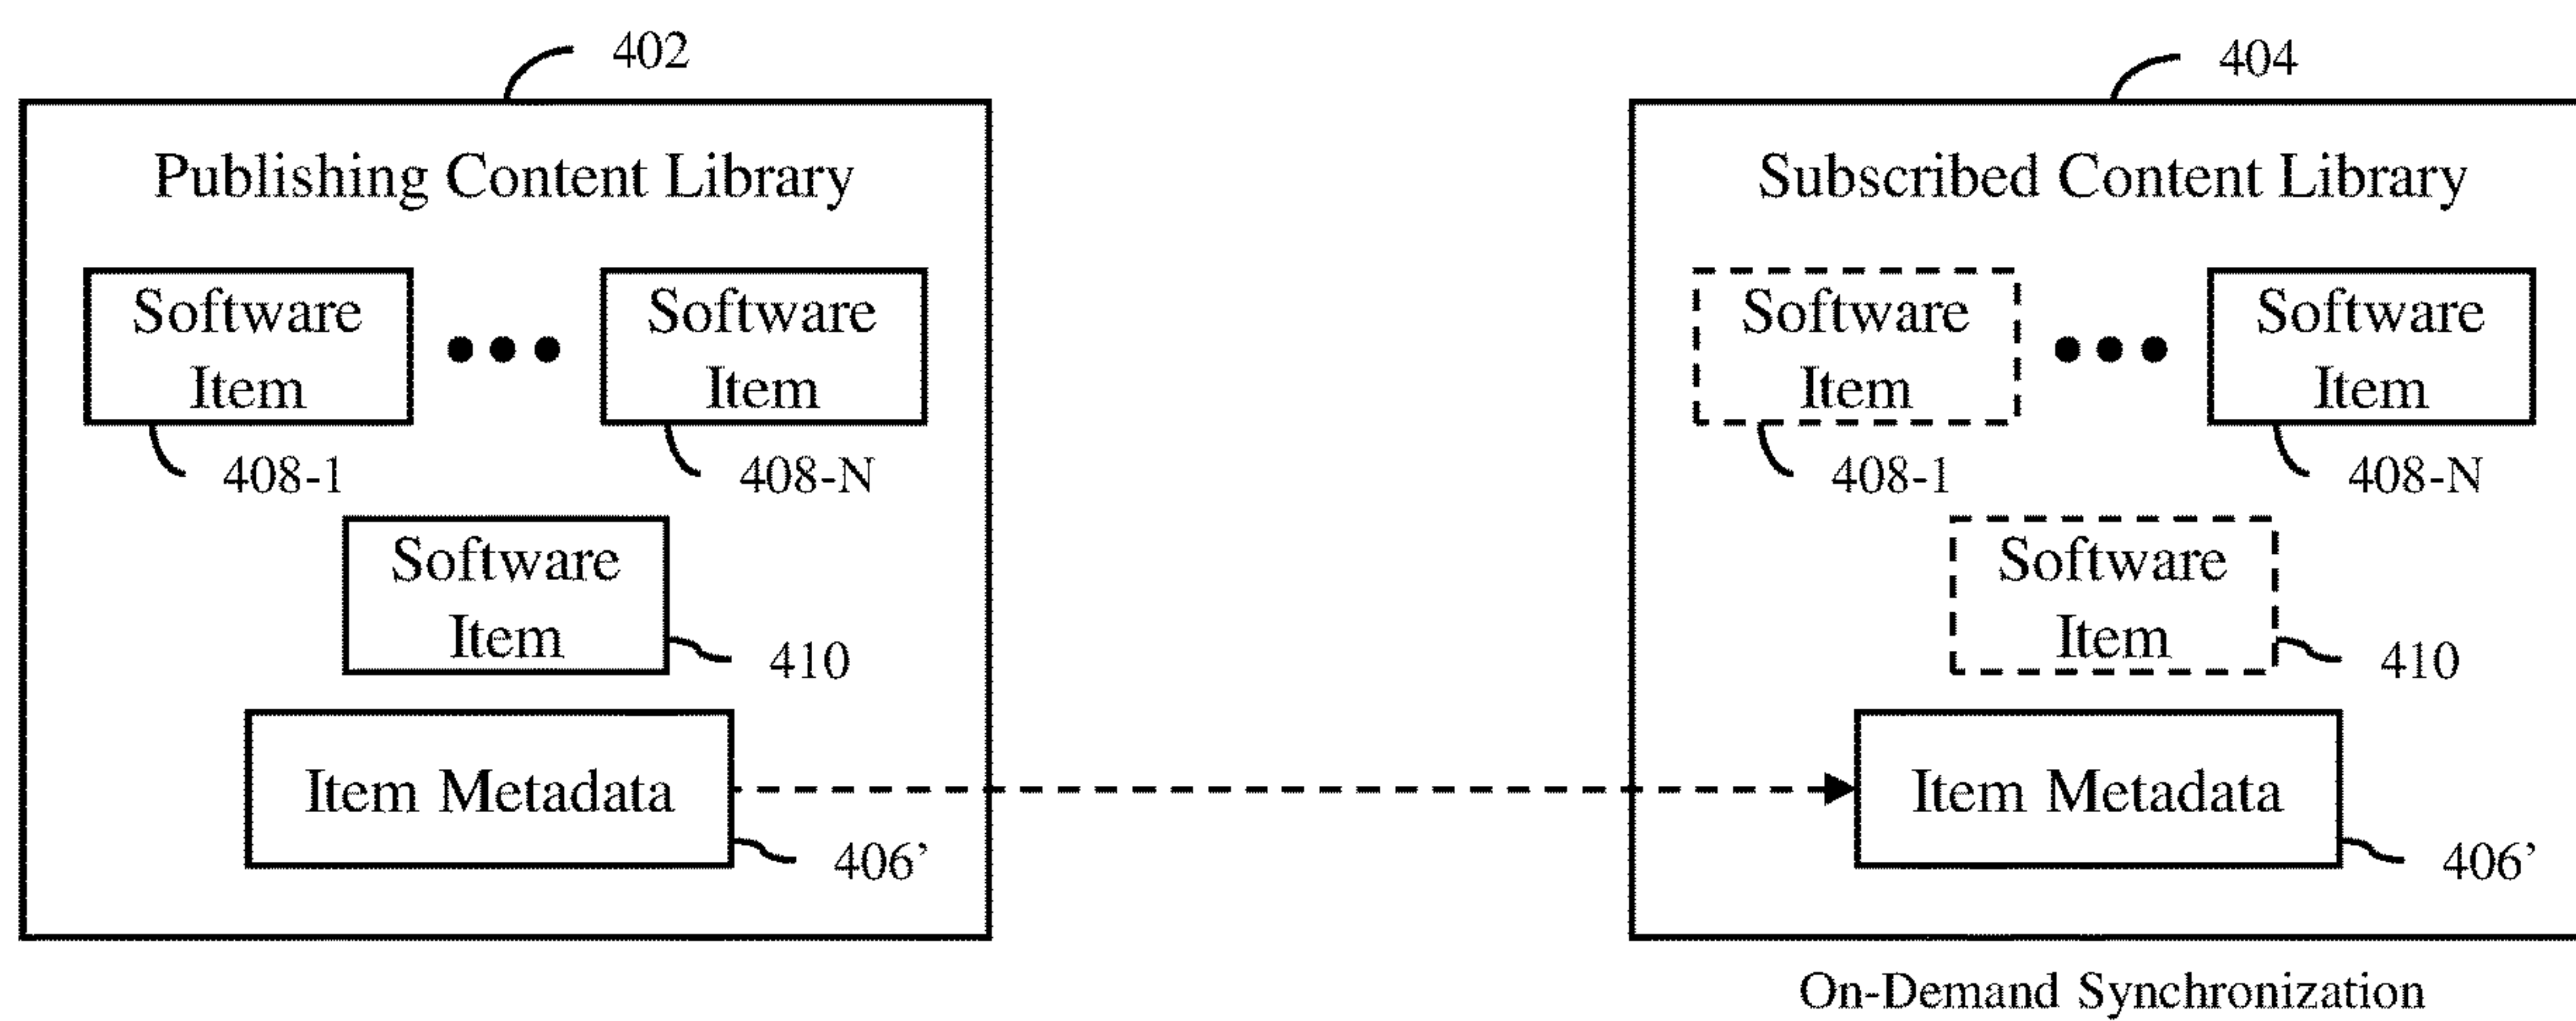 402
404
Publishing Content Library
Subscribed Content Library
Software
Item
Software
Item
Software
Item
Software
Item
408-1
408-N
408-1
408-N
Software
Item
410
Software
Item
410
Item Metadata
406’
Item Metadata
406’
On-Demand Synchronization